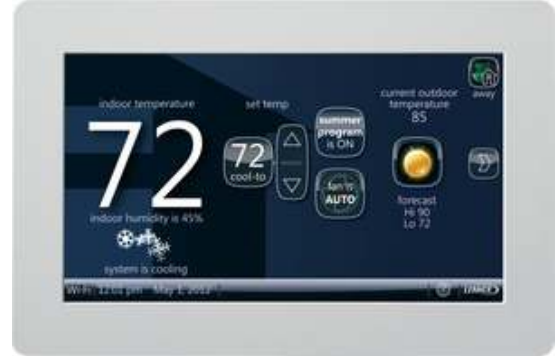 indoor temperature
72
indoor humidity is 45%
system is cooling
set temp
72
cool-to
summer
program
is ON
fan is
AUTO
current outdoor
temperature
85
forecast
Hi 90
Lo 72
away
Wi-Fi 12:01 pm May 1, 2012
LENNOX